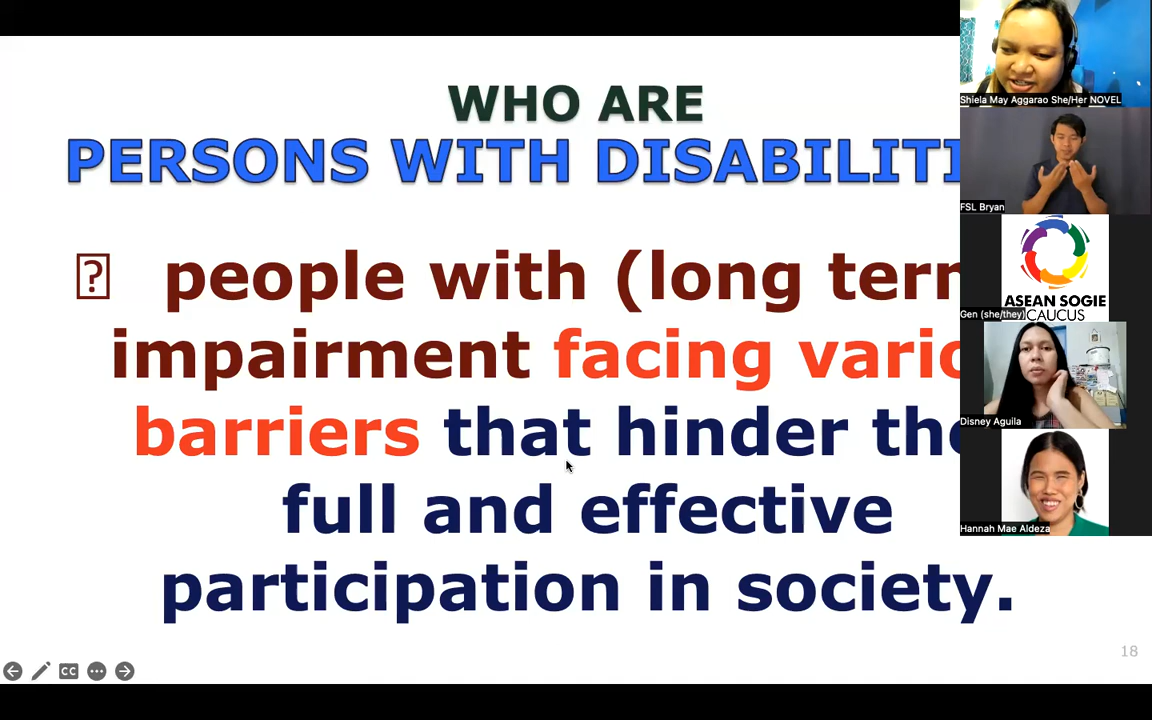 WHO ARE
PERSONS WITH DISABILITI
people with (long term
impairment facing vario
barriers that hinder the
full and effective
participation in society.
18
CC
Shiela May Aggarao She/Her NOVEL
FSL Bryan
ASEAN SOGIE
CAUCUS
Gen (she/they)
Disney Aguila
Hannah Mae Aldeza